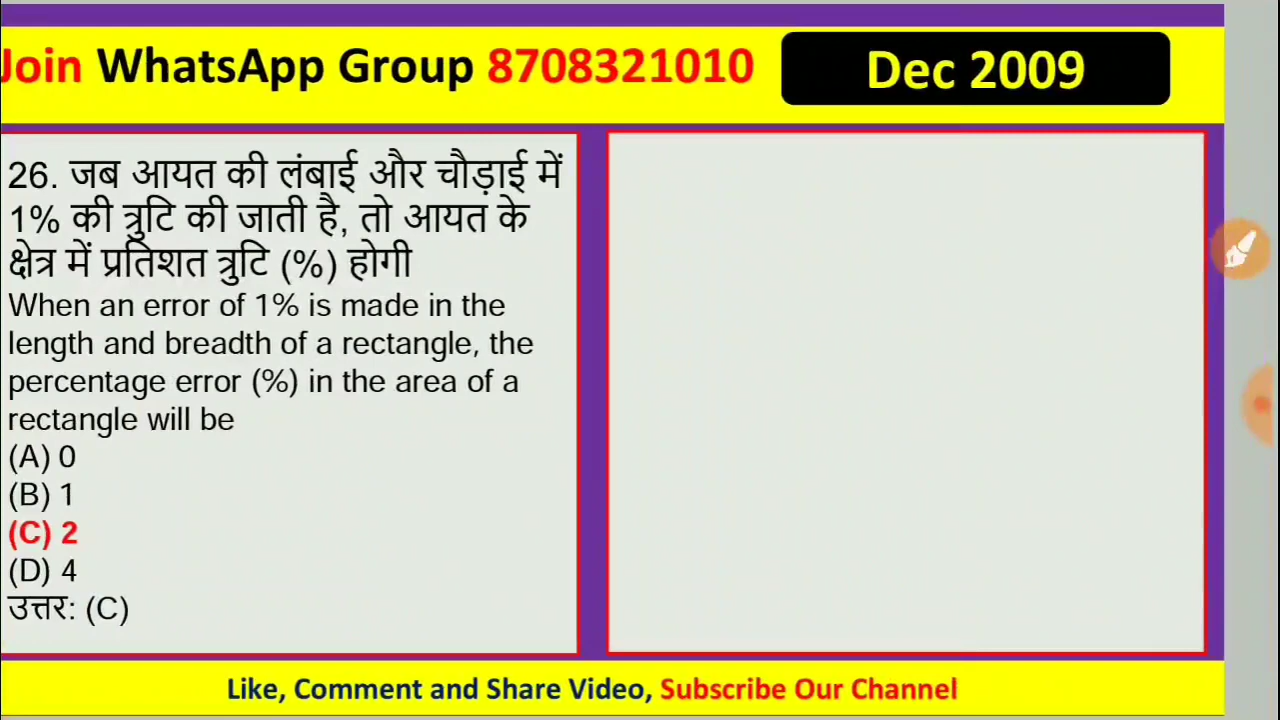 Join WhatsApp Group 8708321010
Dec 2009
26. जब आयत की लंबाई और चौड़ाई में
1% की त्रुटि की जाती है, तो आयत के
क्षेत्र में प्रतिशत त्रुटि (%) होगी
When an error of 1% is made in the
length and breadth of a rectangle, the
percentage error (%) in the area of a
rectangle will be
(A) 0
(B) 1
(C) 2
(D) 4
उत्तर: (C)
Like, Comment and Share Video, Subscribe Our Channel